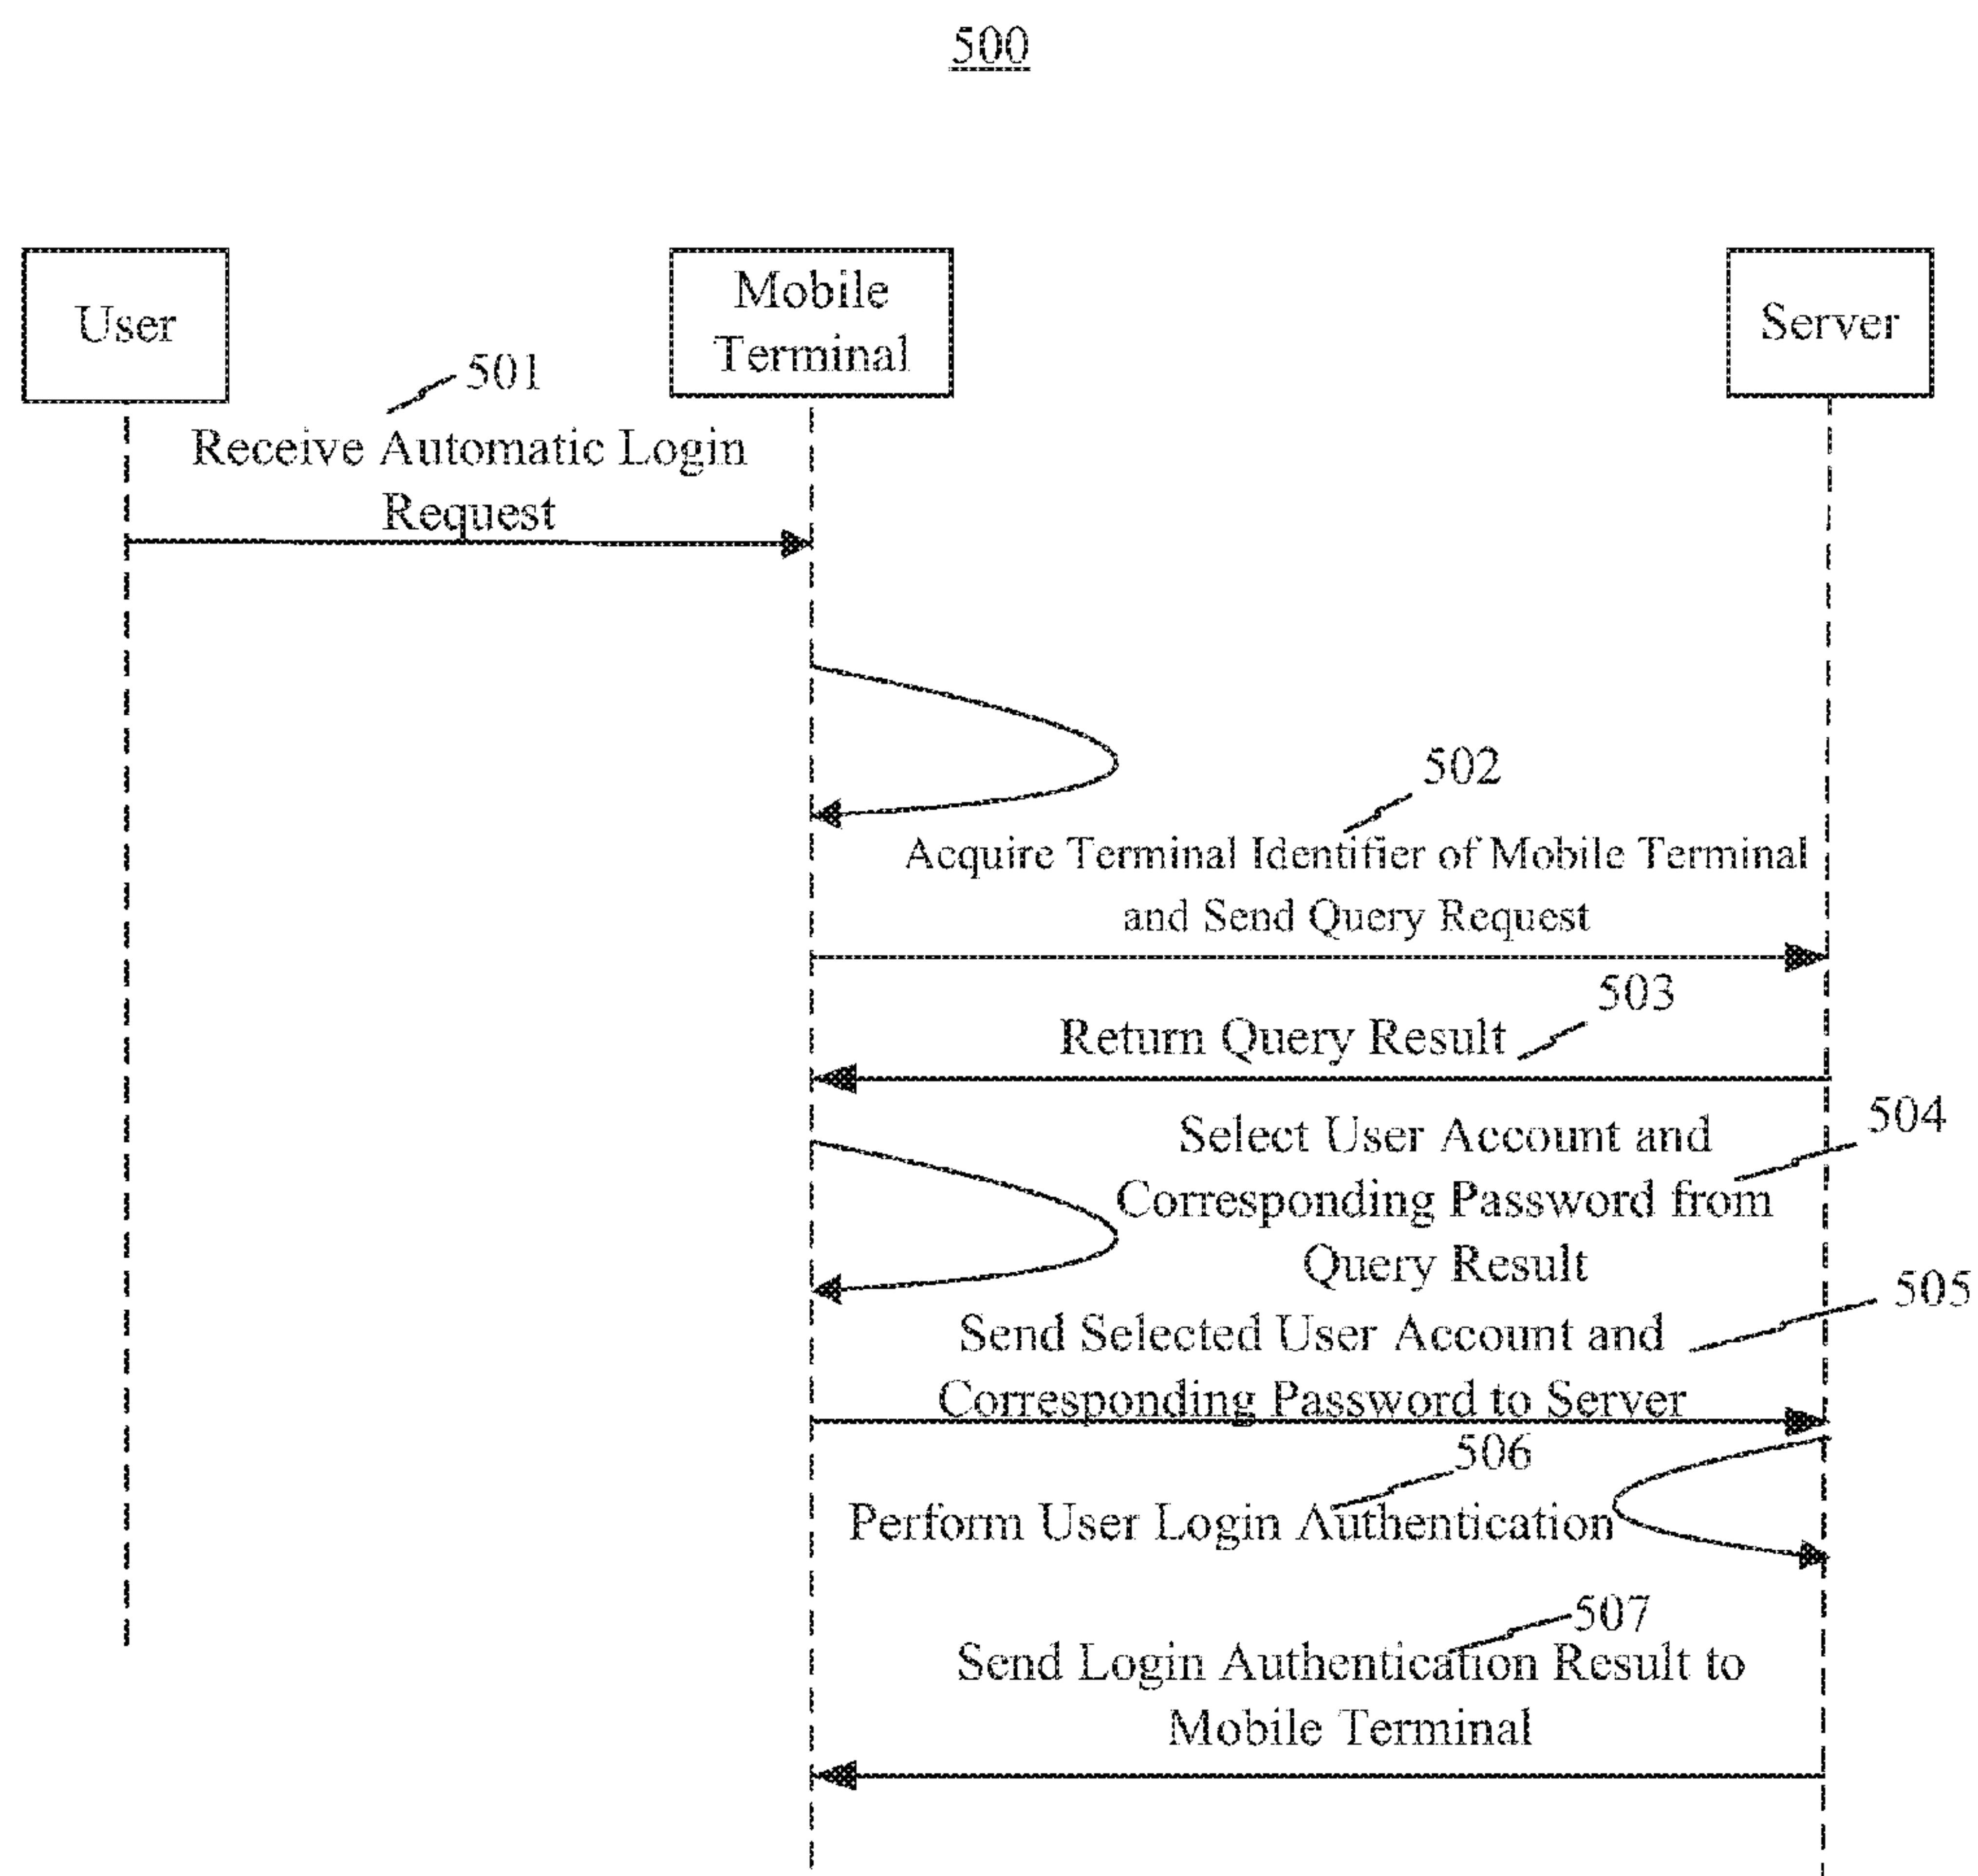 500
User
Mobile
Terminal
Server
501
Receive Automatic Login
Request
502
Acquire Terminal Identifier of Mobile Terminal
and Send Query Request
503
Return Query Result
504
Select User Account and
Corresponding Password from
Query Result
505
Send Selected User Account and
Corresponding Password to Server
506
Perform User Login Authentication
507
Send Login Authentication Result to
Mobile Terminal